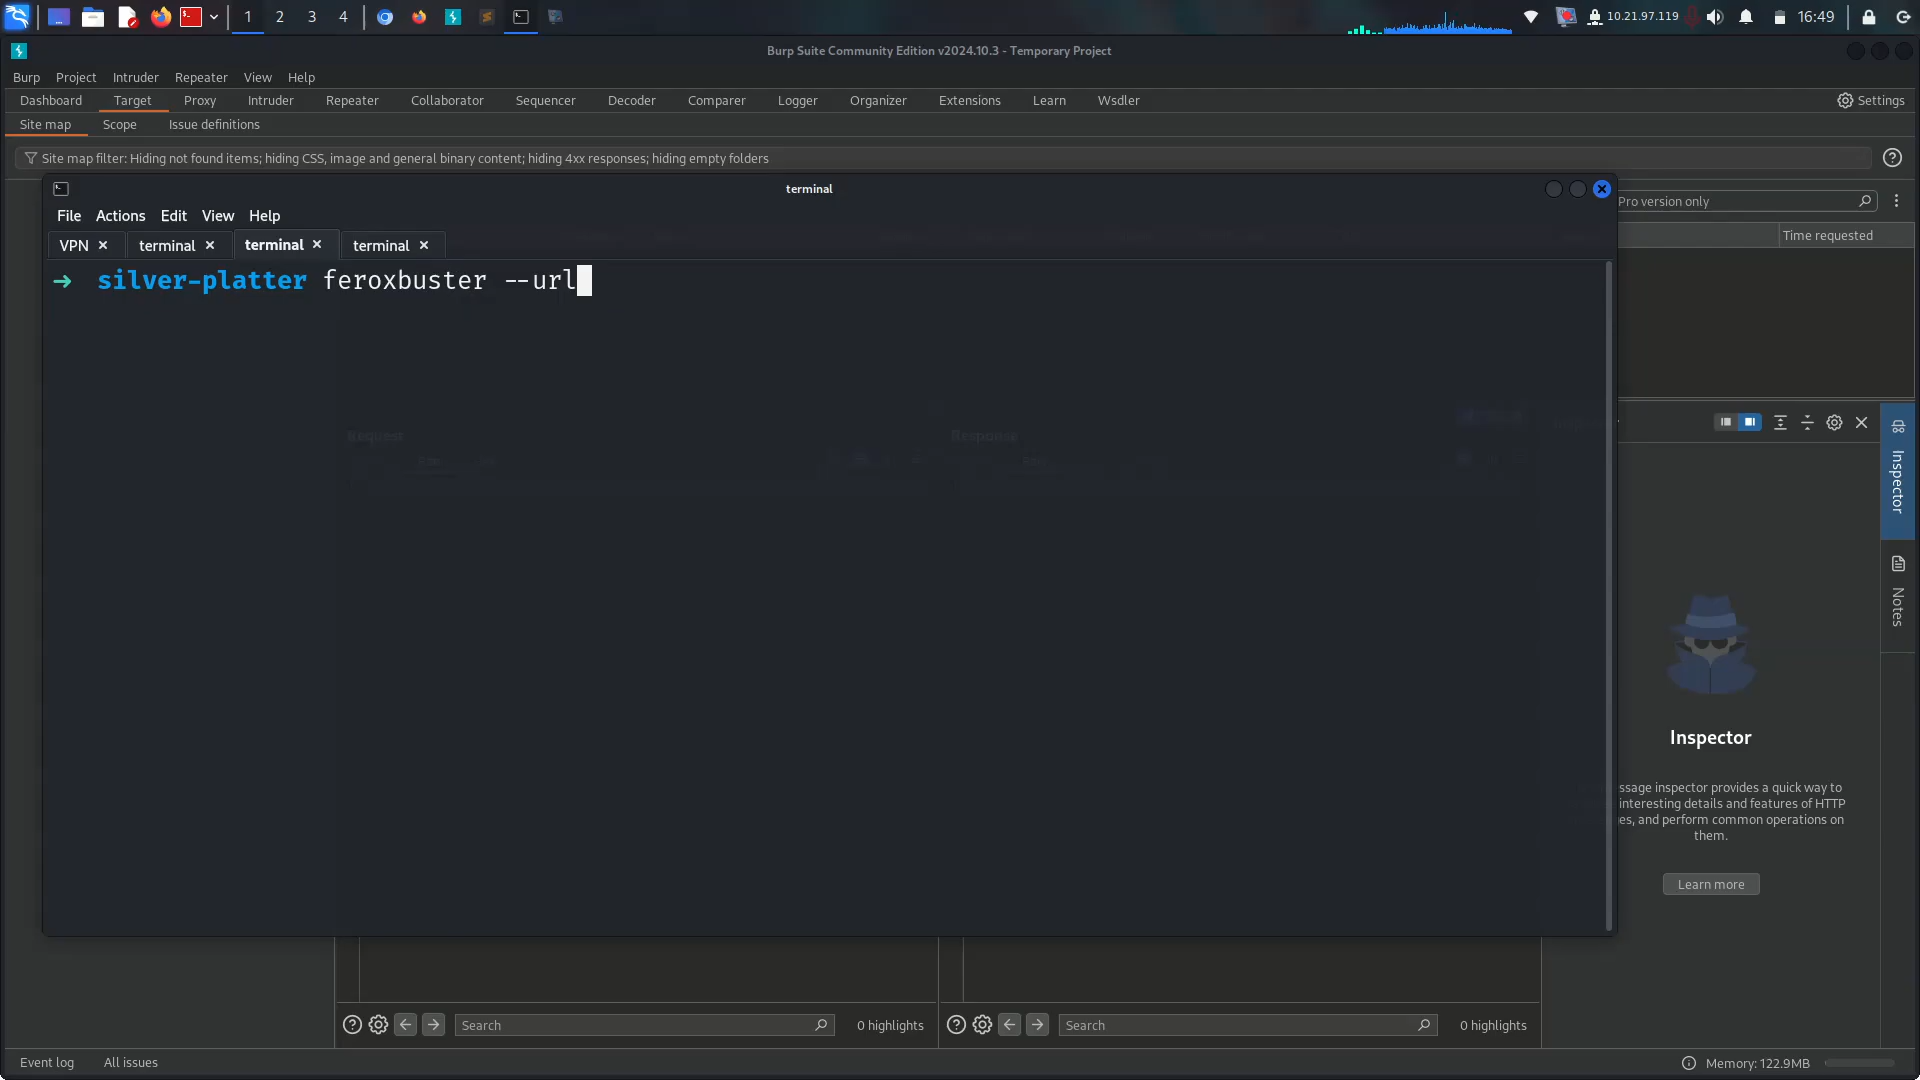 1 2 3 4 10.21.97.119 16:49
Burp Suite Community Edition v2024.10.3 - Temporary Project
Burp Project Intruder Repeater View Help
Dashboard Target Proxy Intruder Repeater Collaborator Sequencer Decoder Comparer Logger Organizer Extensions Learn Wsdler Settings
Site map Scope Issue definitions
Site map filter: Hiding not found items; hiding CSS, image and general binary content; hiding 4xx responses; hiding empty folders
terminal
Pro version only
File Actions Edit View Help
Time requested
VPN terminal terminal terminal
→ silver-platter feroxbuster --url
Request Response
Inspector
Notes
Inspector
ssage inspector provides a quick way to
interesting details and features of HTTP
es, and perform common operations on
them.
Learn more
Search 0 highlights Search 0 highlights
Event log All issues Memory: 122.9MB